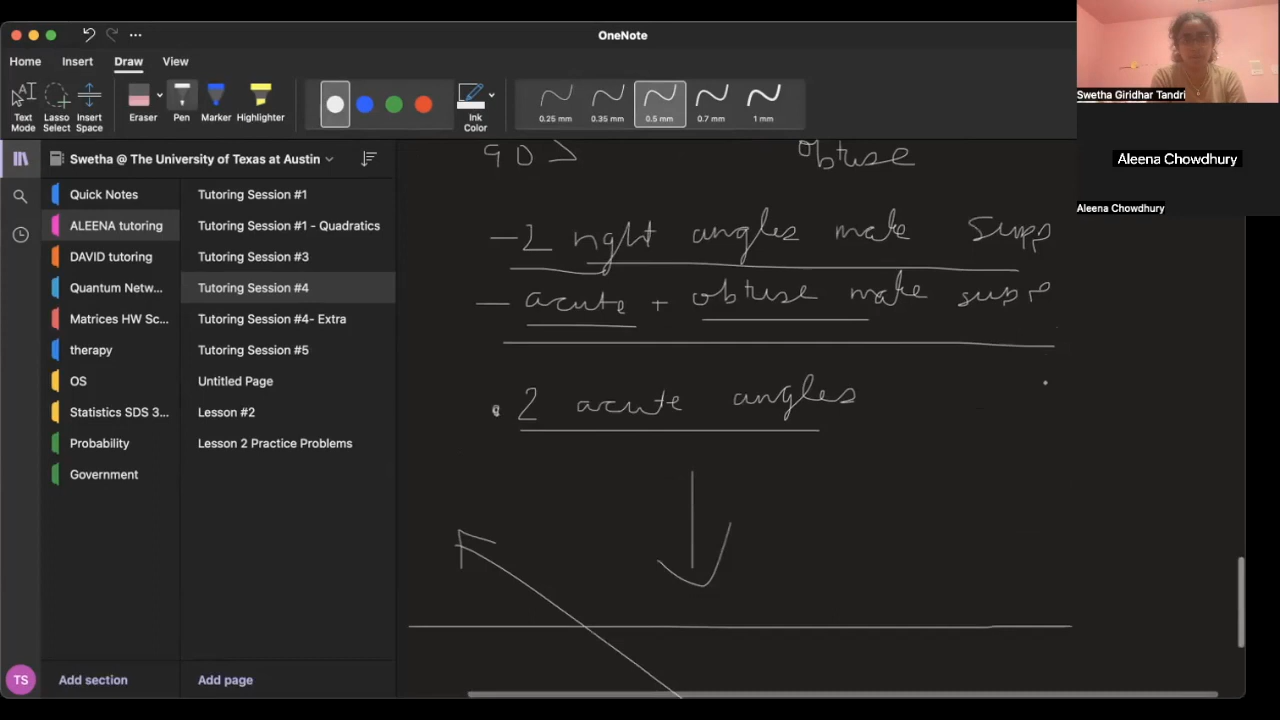 OneNote
Swetha Giridhar Tandri
Home Insert Draw View
Text Mode
Lasso Select
Insert Space
Eraser
Pen
Marker
Highlighter
Ink Color
0.25 mm
0.35 mm
0.5 mm
0.7 mm
1 mm
Aleena Chowdhury
Aleena Chowdhury
Swetha @ The University of Texas at Austin
Quick Notes
ALEENA tutoring
DAVID tutoring
Quantum Netw...
Matrices HW Sc...
therapy
OS
Statistics SDS 3...
Probability
Government
Tutoring Session #1
Tutoring Session #1 - Quadratics
Tutoring Session #3
Tutoring Session #4
Tutoring Session #4- Extra
Tutoring Session #5
Untitled Page
Lesson #2
Lesson 2 Practice Problems
90 > obtuse
- 2 right angles make supp
- acute + obtuse make supp
• 2 acute angles
TS
Add section
Add page